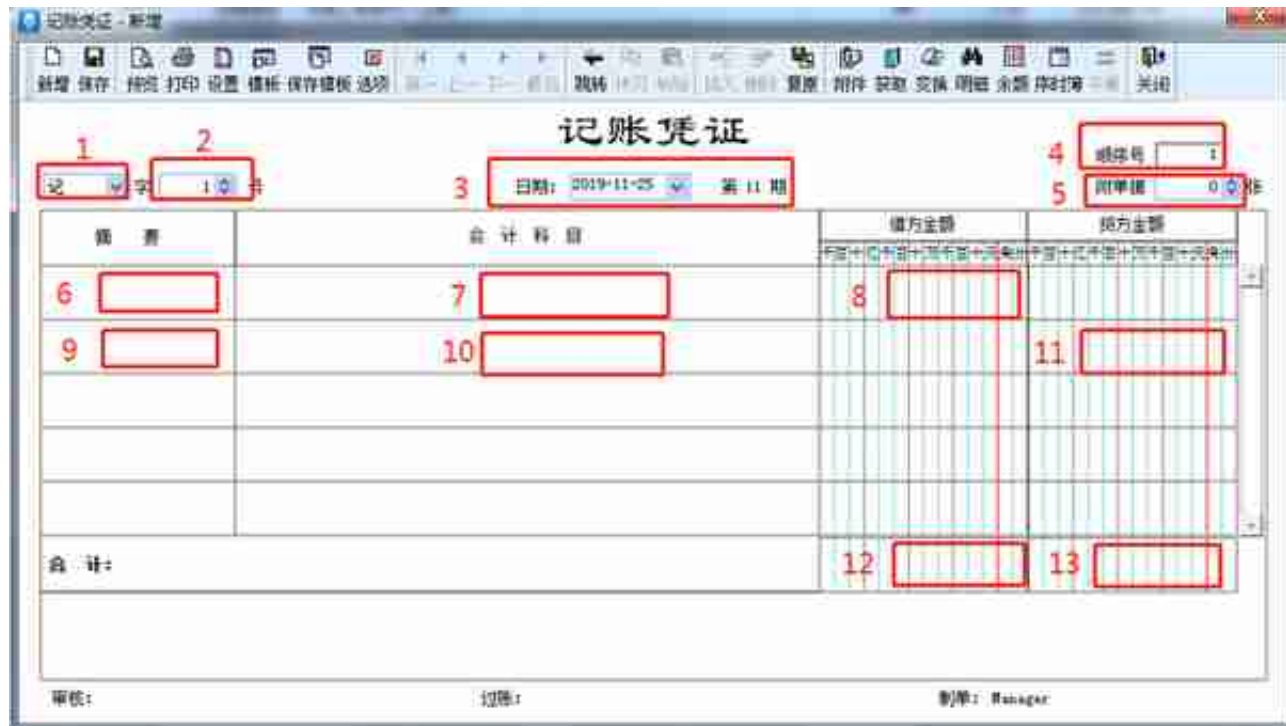 记账凭证 - 新增
新增 保存 预览 打印 设置 模板 保存模板 选项 跳转 复原 附件 获取 变换 明细 余额 序时簿 关闭
记账凭证
1 2 3 4 顺序号 1
记 字 1 号 日期: 2019-11-25 第 11 期 5 附单据 0 张
摘 要 会 计 科 目 借方金额 贷方金额
6 7 8
9 10 11
合 计: 12 13
审核: 过账: 制单: Manager